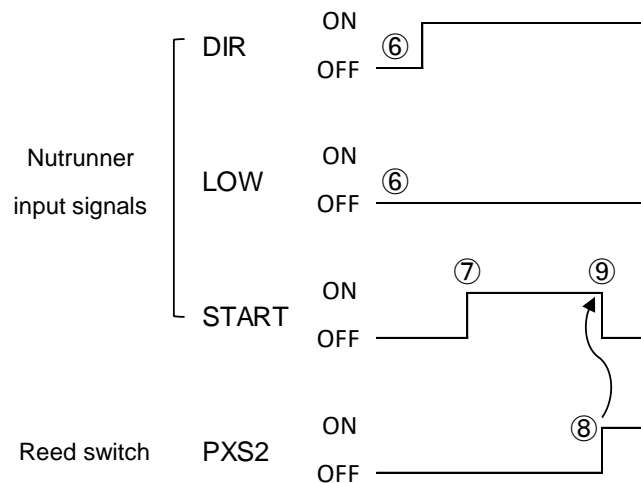 ON
DIR
⑥
OFF
Nutrunner
input signals
ON
LOW
⑥
OFF
⑦
⑨
ON
START
OFF
ON
⑧
Reed switch
PXS2
OFF